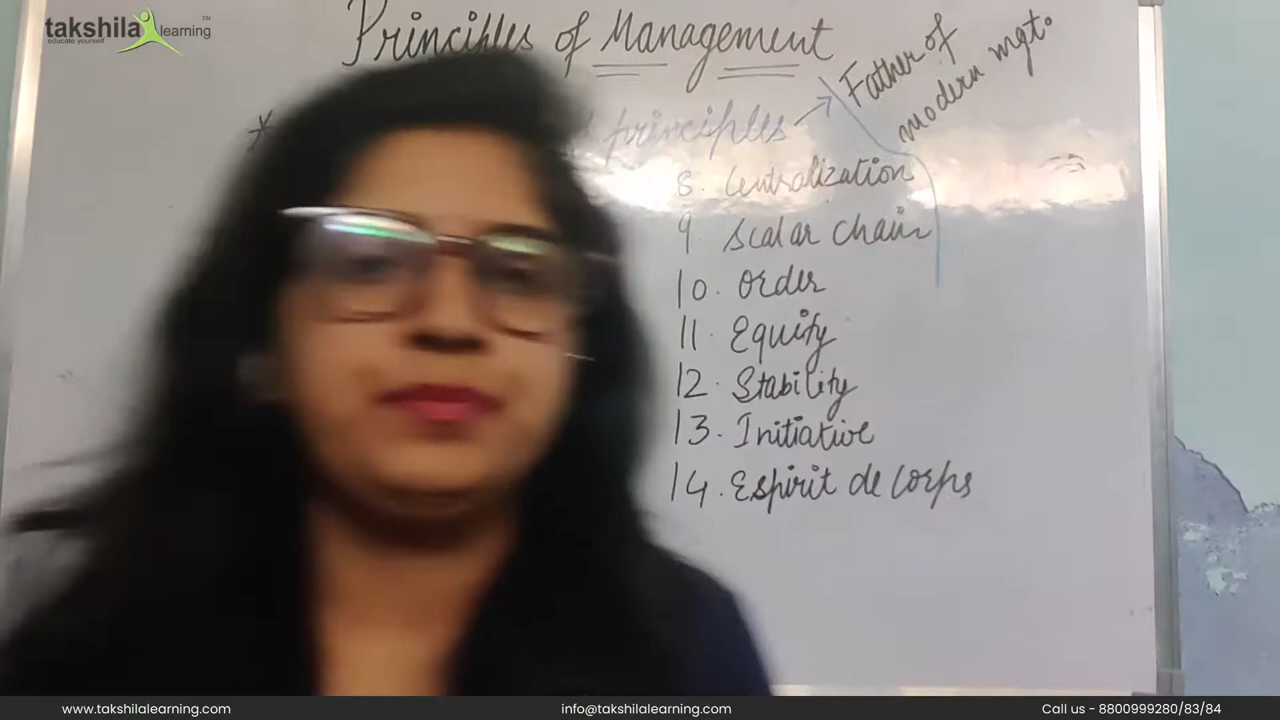 takshila learning™
educate yourself
Principles of Management
Father of
modern mgt.
* principles →
8. Centralization
9. Scalar chain
10. Order
11. Equity
12. Stability
13. Initiative
14. Espirit de Corps
www.takshilalearning.com info@takshilalearning.com Call us - 8800999280/83/84